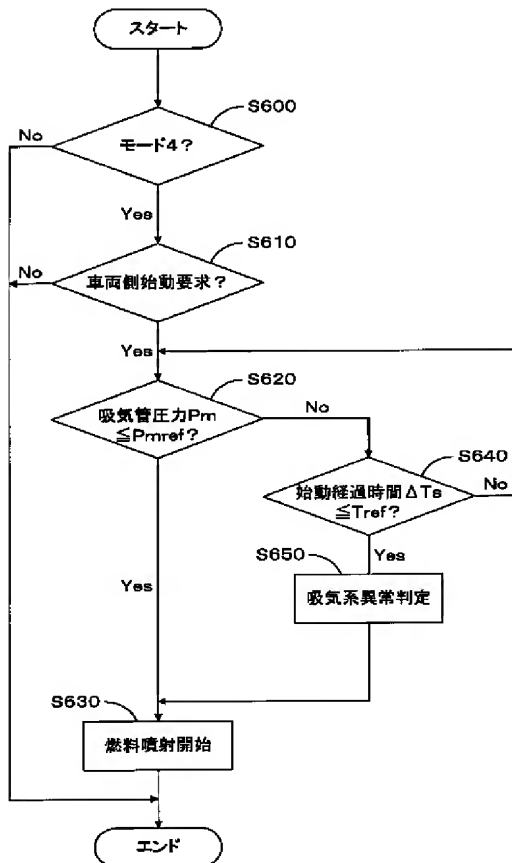 スタート
S600
モード4?
No
Yes
S610
車両側始動要求?
No
Yes
S620
吸気管圧力Pm
≦Pmref?
No
S640
始動経過時間ΔTs
≦Tref?
No
Yes
S650
吸気系異常判定
Yes
S630
燃料噴射開始
エンド